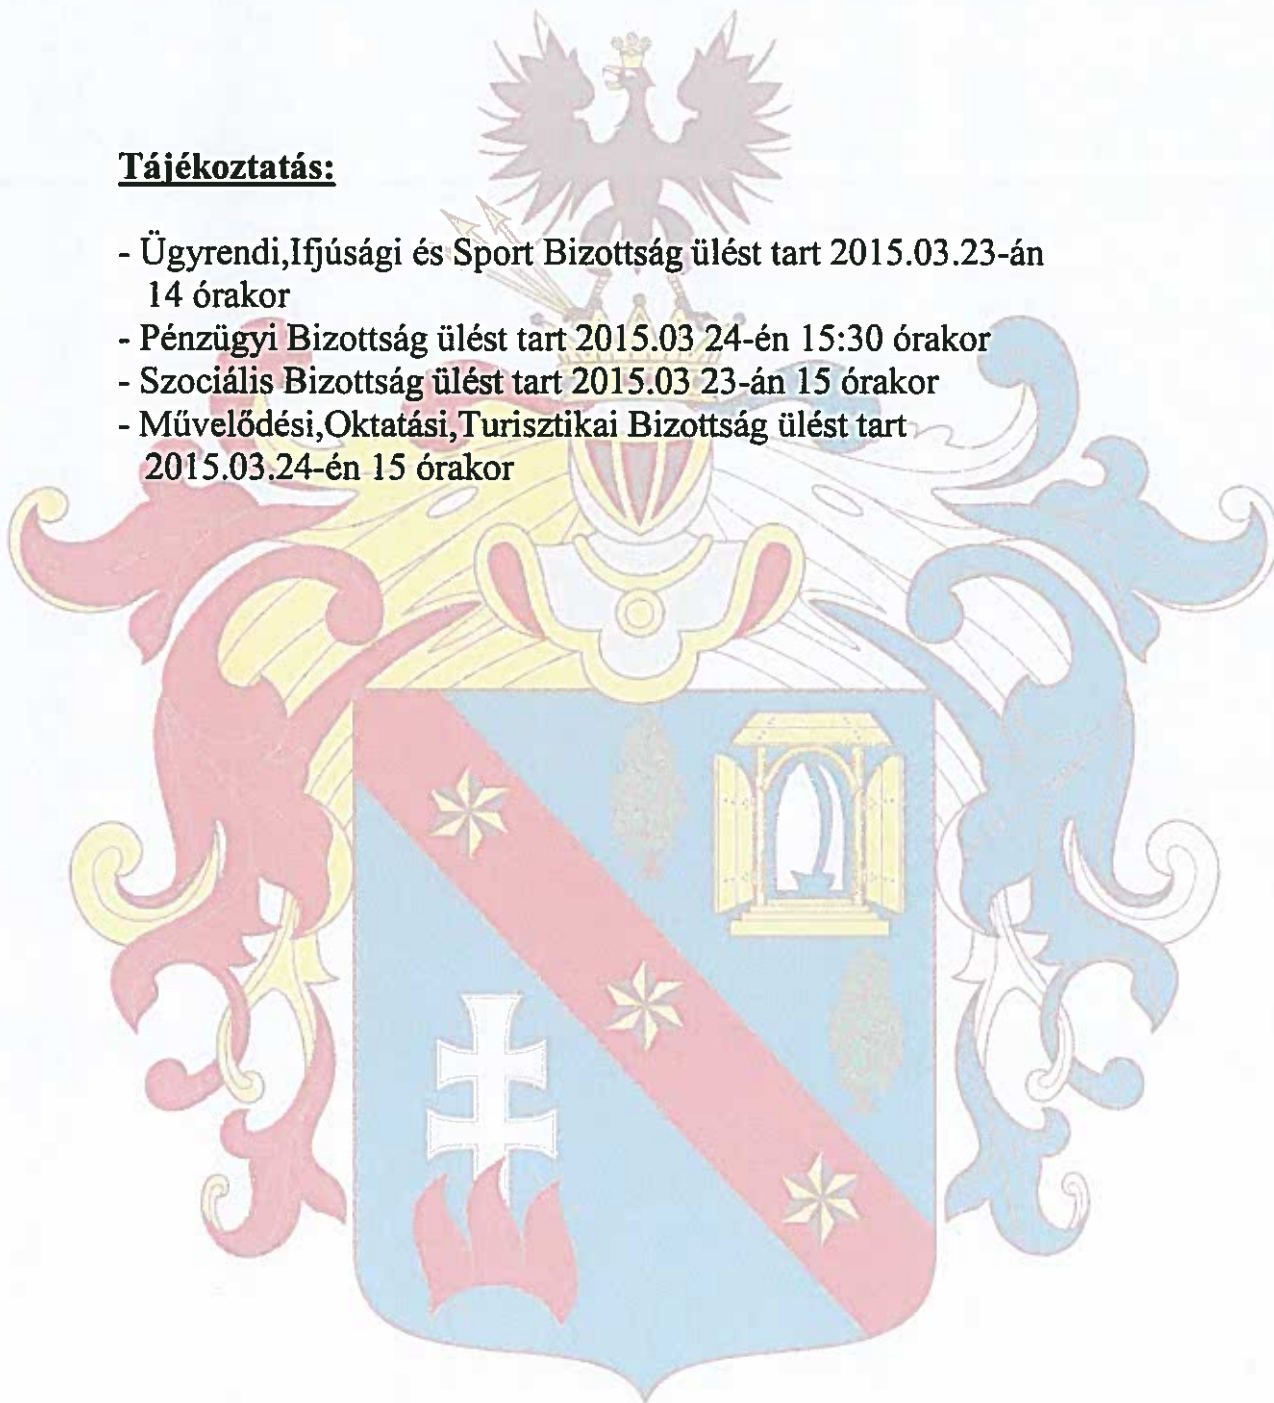 Tájékoztatás:
- Ügyrendi,Ifjúsági és Sport Bizottság ülést tart 2015.03.23-án
14 órakor
- Pénzügyi Bizottság ülést tart 2015.03 24-én 15:30 órakor
- Szociális Bizottság ülést tart 2015.03 23-án 15 órakor
- Művelődési,Oktatási,Turisztikai Bizottság ülést tart
2015.03.24-én 15 órakor